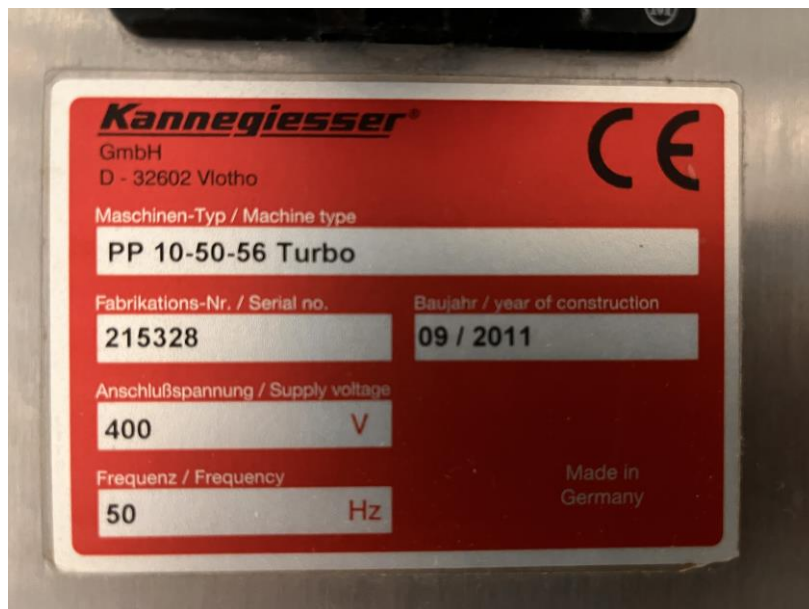 Kannegiesser®
GmbH
D - 32602 Vlotho
Maschinen-Typ / Machine type
PP 10-50-56 Turbo
Fabrikations-Nr. / Serial no.
215328
Baujahr / year of construction
09 / 2011
Anschlußspannung / Supply voltage
400 V
Frequenz / Frequency
50 Hz
Made in
Germany
CE
M